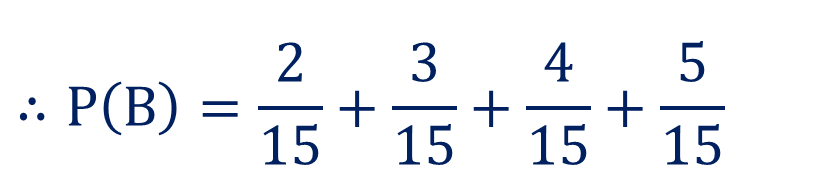 ∴ P(B) = 2/15 + 3/15 + 4/15 + 5/15